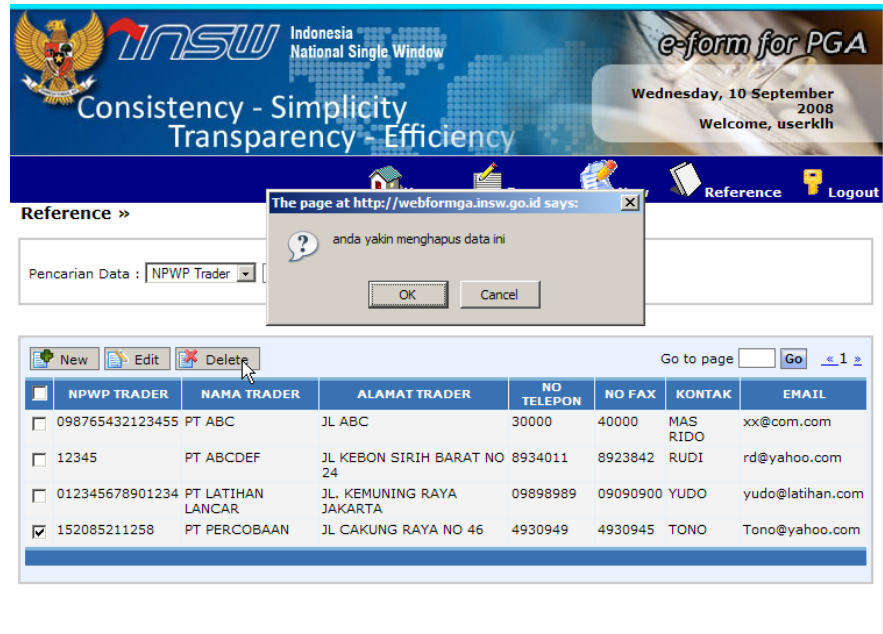 INSW
Indonesia
National Single Window
e-form for PGA
Consistency - Simplicity
Transparency - Efficiency
Wednesday, 10 September
2008
Welcome, userklh
Reference
Logout
Reference »
The page at http://webformga.insw.go.id says:
anda yakin menghapus data ini
OK
Cancel
Pencarian Data : NPWP Trader
New
Edit
Delete
Go to page
Go
« 1 »
NPWP TRADER NAMA TRADER ALAMAT TRADER NO TELEPON NO FAX KONTAK EMAIL
098765432123455 PT ABC JL ABC 30000 40000 MAS RIDO xx@com.com
12345 PT ABCDEF JL KEBON SIRIH BARAT NO 24 8934011 8923842 RUDI rd@yahoo.com
012345678901234 PT LATIHAN LANCAR JL. KEMUNING RAYA JAKARTA 09898989 09090900 YUDO yudo@latihan.com
152085211258 PT PERCOBAAN JL CAKUNG RAYA NO 46 4930949 4930945 TONO Tono@yahoo.com